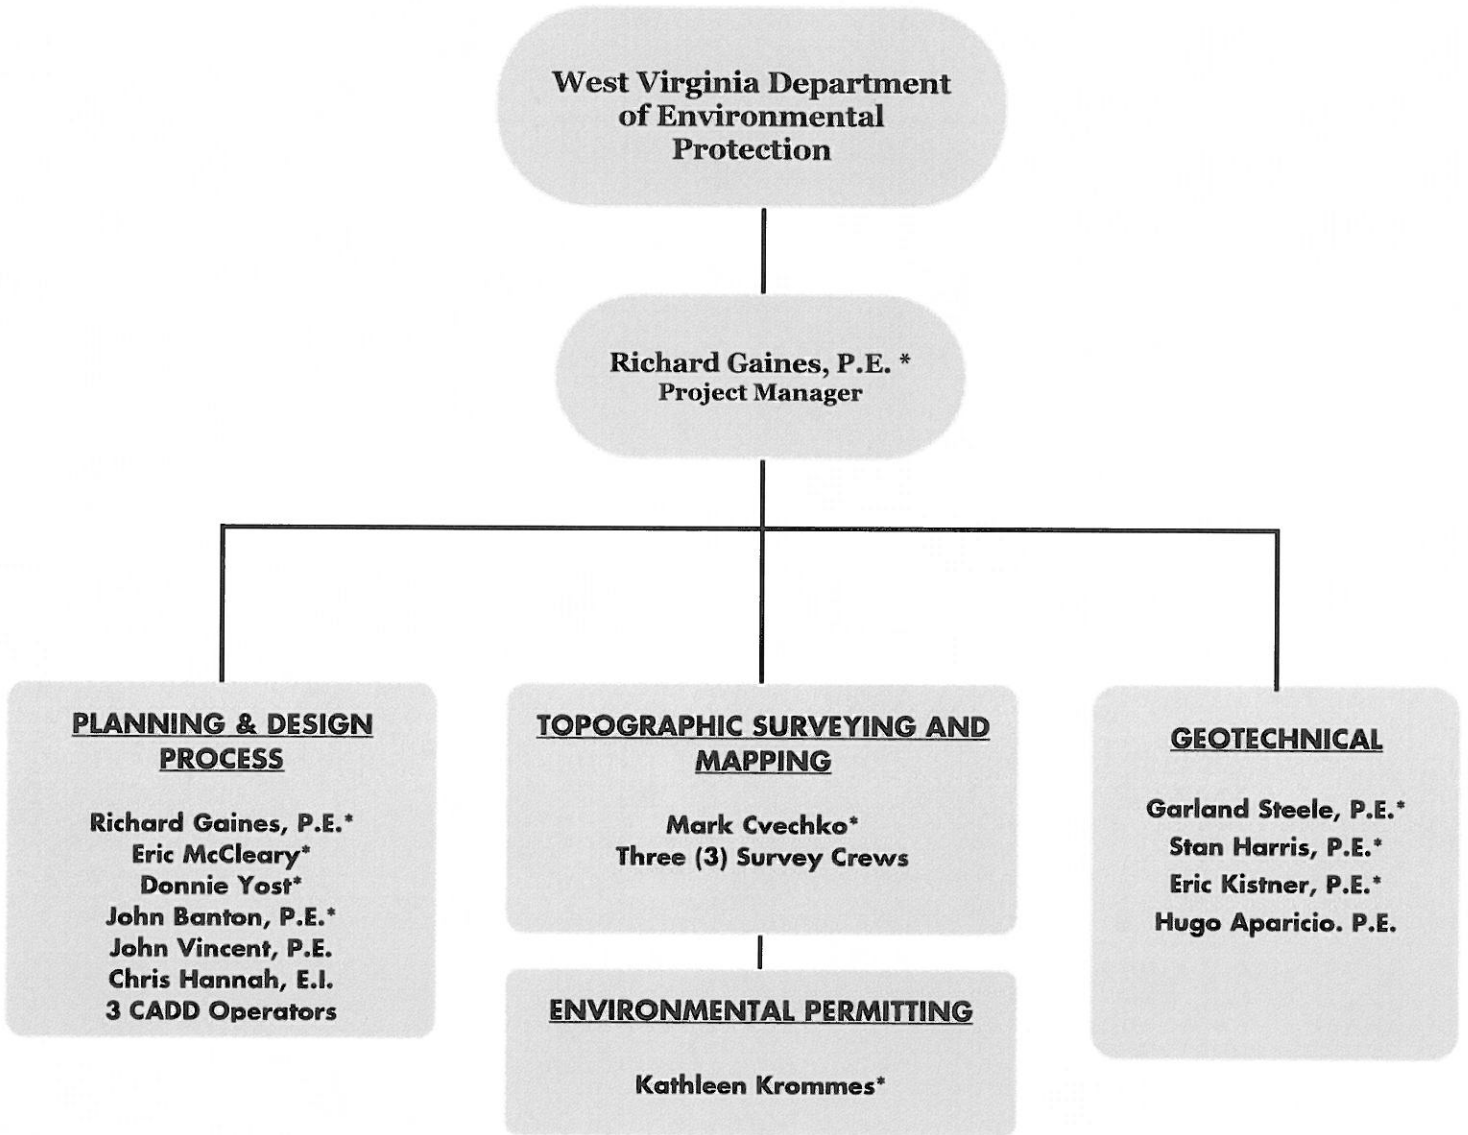 West Virginia Department
of Environmental
Protection
Richard Gaines, P.E. *
Project Manager
PLANNING & DESIGN
PROCESS
Richard Gaines, P.E.*
Eric McCleary*
Donnie Yost*
John Banton, P.E.*
John Vincent, P.E.
Chris Hannah, E.I.
3 CADD Operators
TOPOGRAPHIC SURVEYING AND
MAPPING
Mark Cvechko*
Three (3) Survey Crews
ENVIRONMENTAL PERMITTING
Kathleen Krommes*
GEOTECHNICAL
Garland Steele, P.E.*
Stan Harris, P.E.*
Eric Kistner, P.E.*
Hugo Aparicio. P.E.